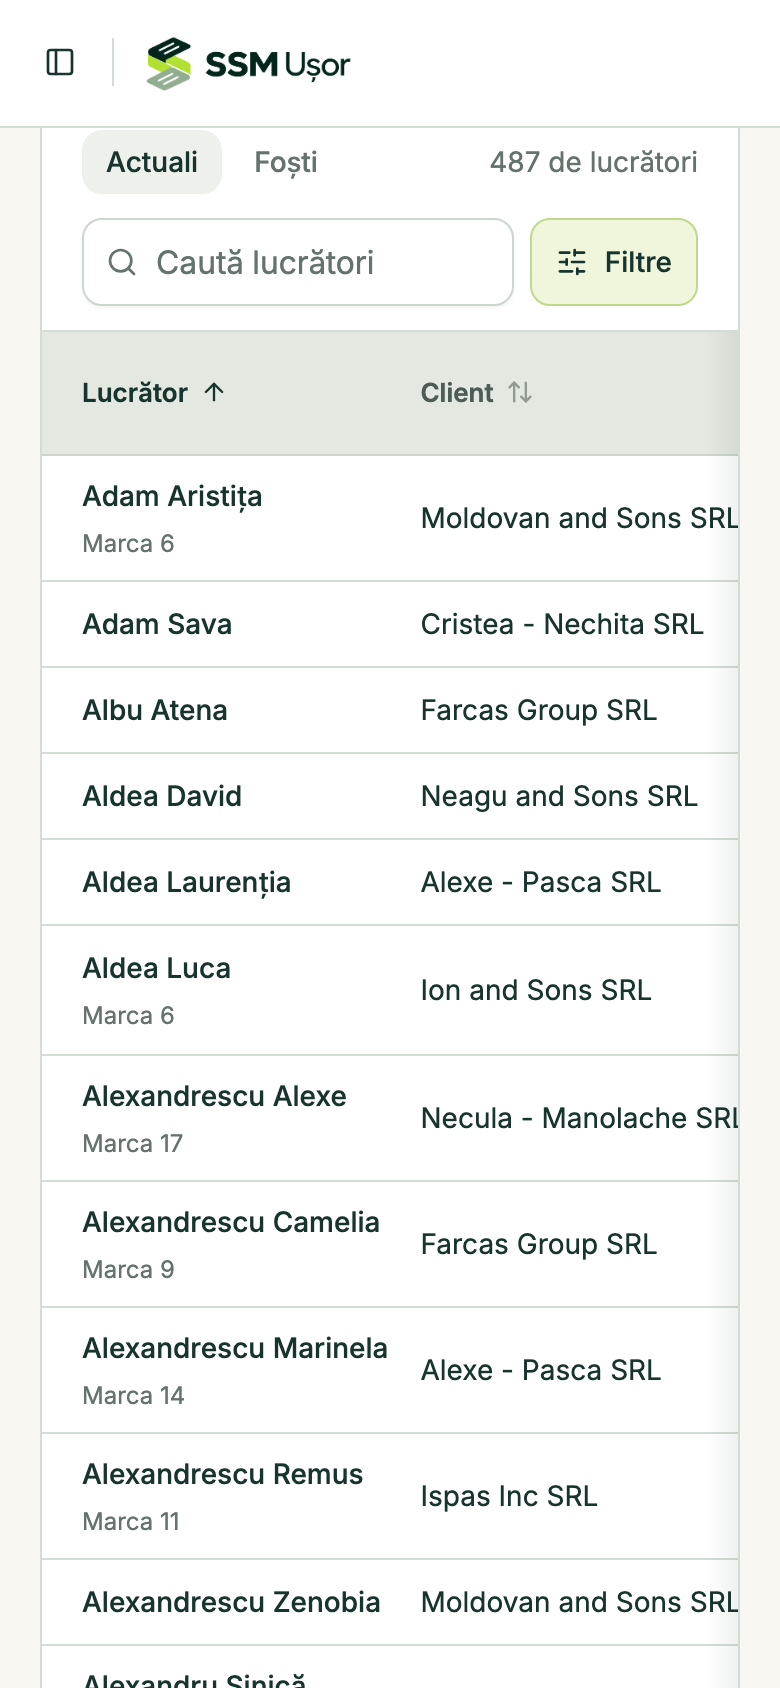 SSM Ușor
Actuali Foști 487 de lucrători
Caută lucrători Filtre
Lucrător Client
Adam Aristița
Marca 6
Moldovan and Sons SRL
Adam Sava Cristea - Nechita SRL
Albu Atena Farcas Group SRL
Aldea David Neagu and Sons SRL
Aldea Laurenția Alexe - Pasca SRL
Aldea Luca
Marca 6
Ion and Sons SRL
Alexandrescu Alexe
Marca 17
Necula - Manolache SRL
Alexandrescu Camelia
Marca 9
Farcas Group SRL
Alexandrescu Marinela
Marca 14
Alexe - Pasca SRL
Alexandrescu Remus
Marca 11
Ispas Inc SRL
Alexandrescu Zenobia Moldovan and Sons SRL
Alexandru Sinică